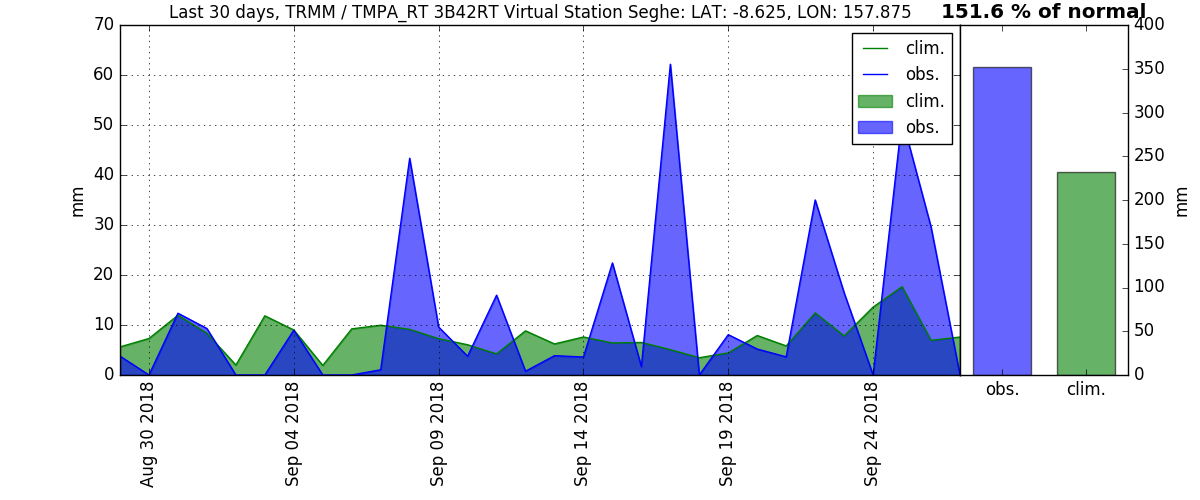 Last 30 days, TRMM / TMPA_RT 3B42RT Virtual Station Seghe: LAT: -8.625, LON: 157.875
151.6 % of normal
70
60
50
40
30
20
10
0
mm
clim.
obs.
clim.
obs.
400
350
300
250
200
150
100
50
0
mm
Aug 30 2018
Sep 04 2018
Sep 09 2018
Sep 14 2018
Sep 19 2018
Sep 24 2018
obs.
clim.